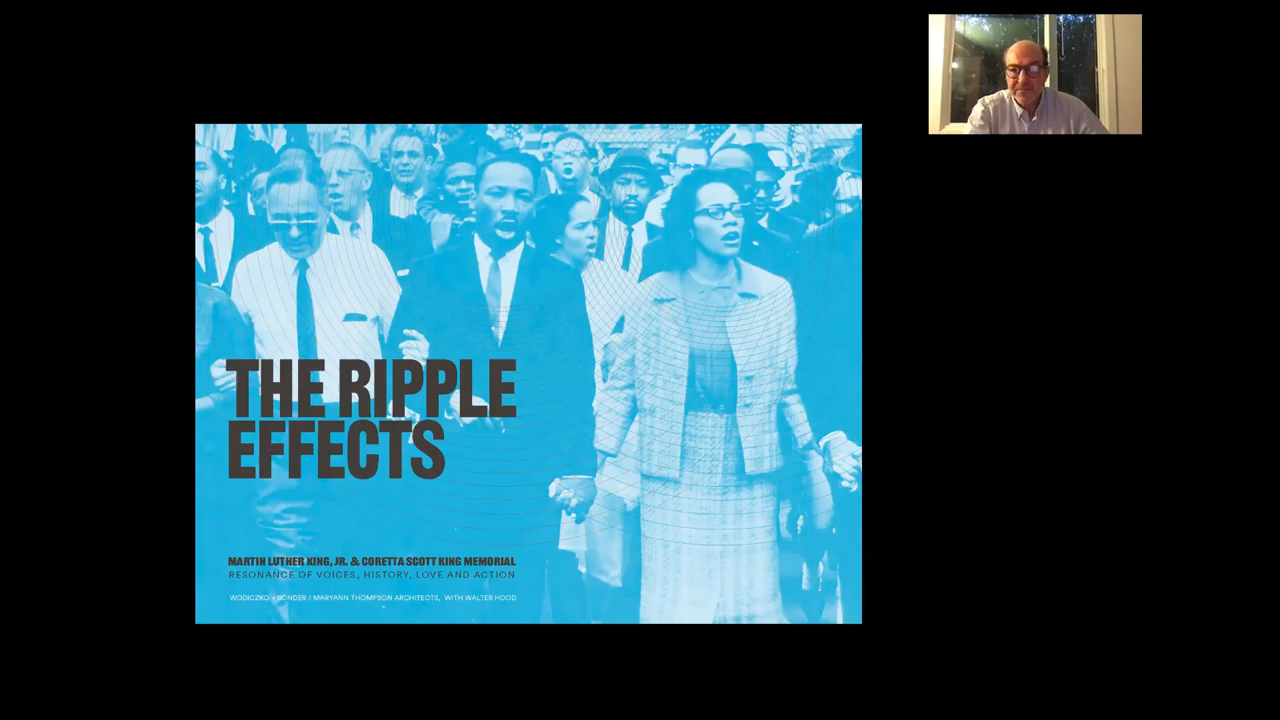 THE RIPPLE
EFFECTS
MARTIN LUTHER KING, JR. & CORETTA SCOTT KING MEMORIAL
RESONANCE OF VOICES, HISTORY, LOVE AND ACTION
WODICZKO + BONDER / MARYANN THOMPSON ARCHITECTS, WITH WALTER HOOD